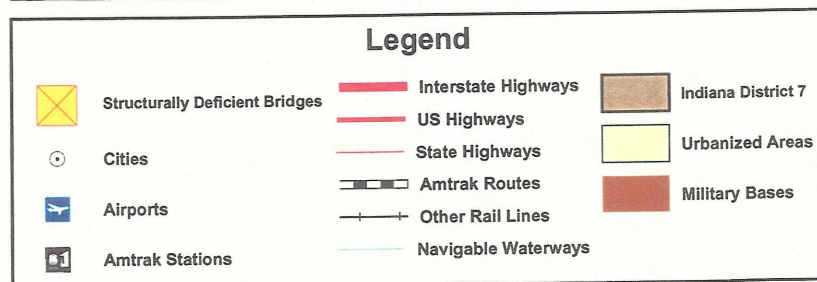 Legend
Structurally Deficient Bridges
Cities
Airports
Amtrak Stations
Interstate Highways
US Highways
State Highways
Amtrak Routes
Other Rail Lines
Navigable Waterways
Indiana District 7
Urbanized Areas
Military Bases